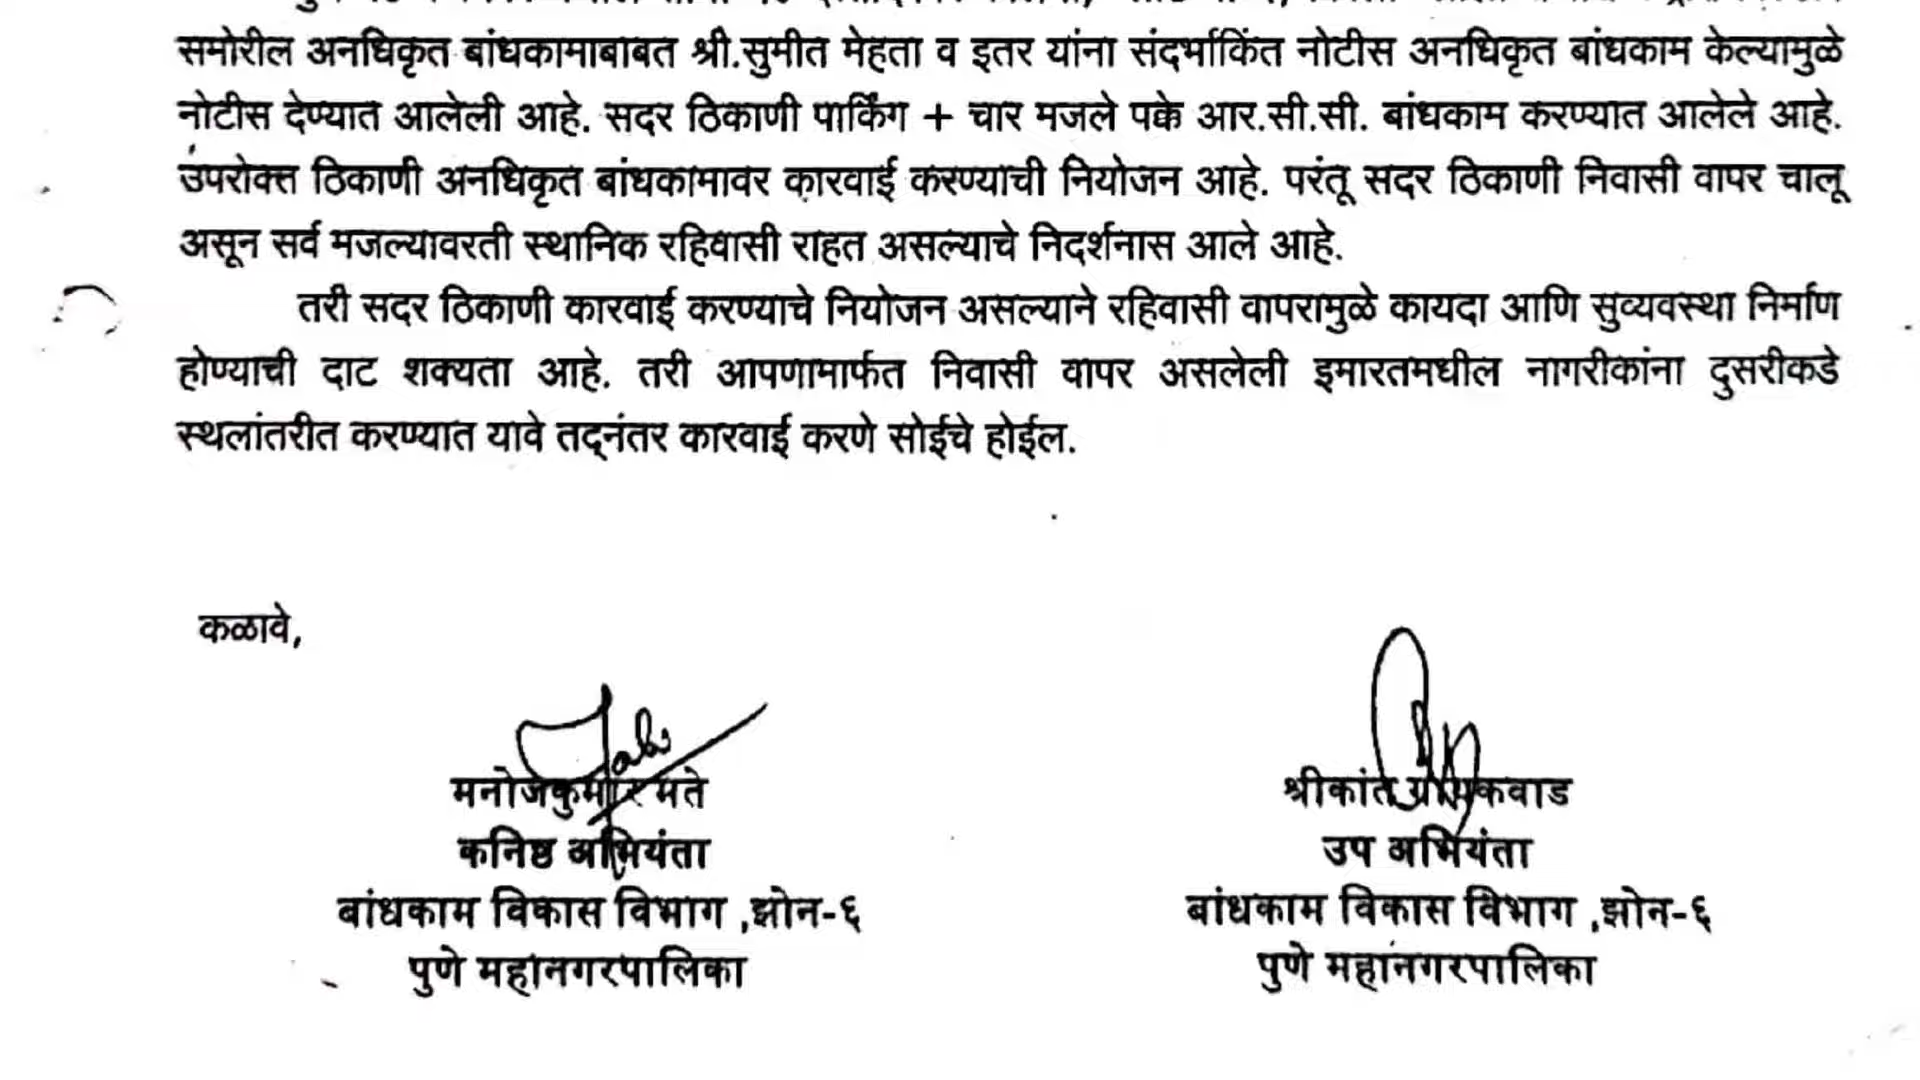 समोरील अनधिकृत बांधकामाबाबत श्री.सुमीत मेहता व इतर यांना संदर्भाकिंत नोटीस अनधिकृत बांधकाम केल्यामुळे
नोटीस देण्यात आलेली आहे. सदर ठिकाणी पार्किंग + चार मजले पक्के आर.सी.सी. बांधकाम करण्यात आलेले आहे.
उपरोक्त ठिकाणी अनधिकृत बांधकामावर कारवाई करण्याची नियोजन आहे. परंतू सदर ठिकाणी निवासी वापर चालू
असून सर्व मजल्यावरती स्थानिक रहिवासी राहत असल्याचे निदर्शनास आले आहे.
तरी सदर ठिकाणी कारवाई करण्याचे नियोजन असल्याने रहिवासी वापरामुळे कायदा आणि सुव्यवस्था निर्माण
होण्याची दाट शक्यता आहे. तरी आपणामार्फत निवासी वापर असलेली इमारतमधील नागरीकांना दुसरीकडे
स्थलांतरीत करण्यात यावे तद्नंतर कारवाई करणे सोईचे होईल.
कळावे,
मनोजकुमार मते
कनिष्ठ अभियंता
बांधकाम विकास विभाग ,झोन-६
पुणे महानगरपालिका
श्रीकांत गायकवाड
उप अभियंता
बांधकाम विकास विभाग ,झोन-६
पुणे महानगरपालिका